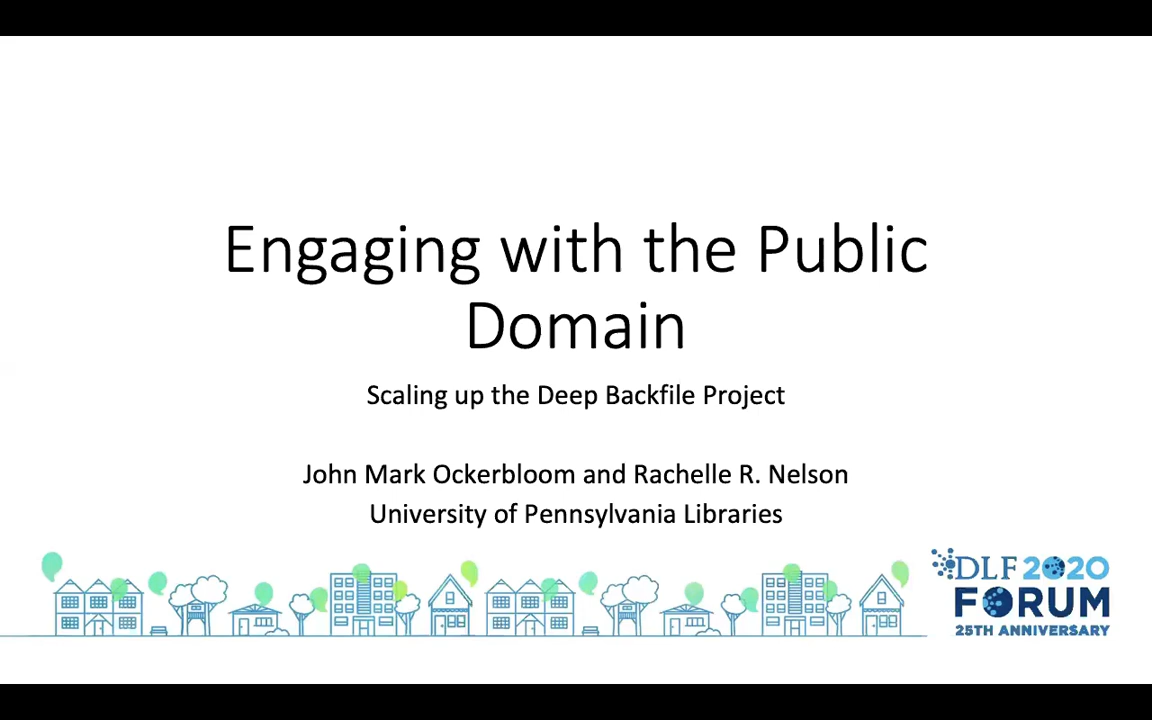 Engaging with the Public
Domain
Scaling up the Deep Backfile Project
John Mark Ockerbloom and Rachelle R. Nelson
University of Pennsylvania Libraries
DLF 2020
FORUM
25TH ANNIVERSARY